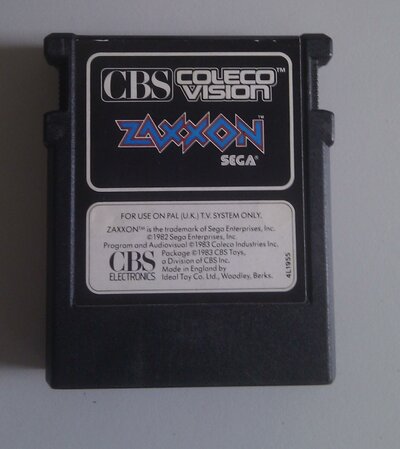 CBS COLECO VISION™
ZAXXON™
SEGA®
FOR USE ON PAL (U.K.) T.V. SYSTEM ONLY.
ZAXXON™ is the trademark of Sega Enterprises, Inc.
©1982 Sega Enterprises, Inc.
Program and Audiovisual ©1983 Coleco Industries Inc.
CBS ELECTRONICS
Package ©1983 CBS Toys,
a Division of CBS Inc.
Made in England by
Ideal Toy Co. Ltd., Woodley, Berks.
4L1955